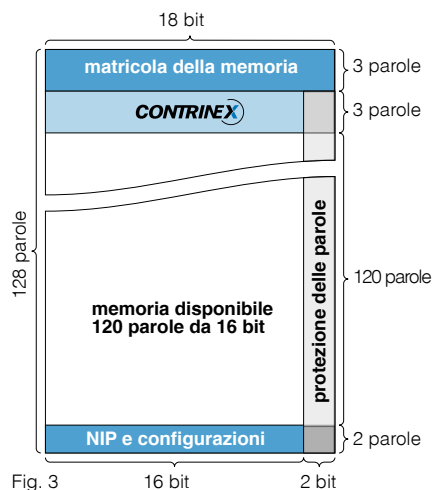 18 bit
matricola della memoria
3 parole
CONTRINEX
3 parole
128 parole
memoria disponibile
120 parole da 16 bit
protezione delle parole
120 parole
NIP e configurazioni
2 parole
Fig. 3
16 bit
2 bit